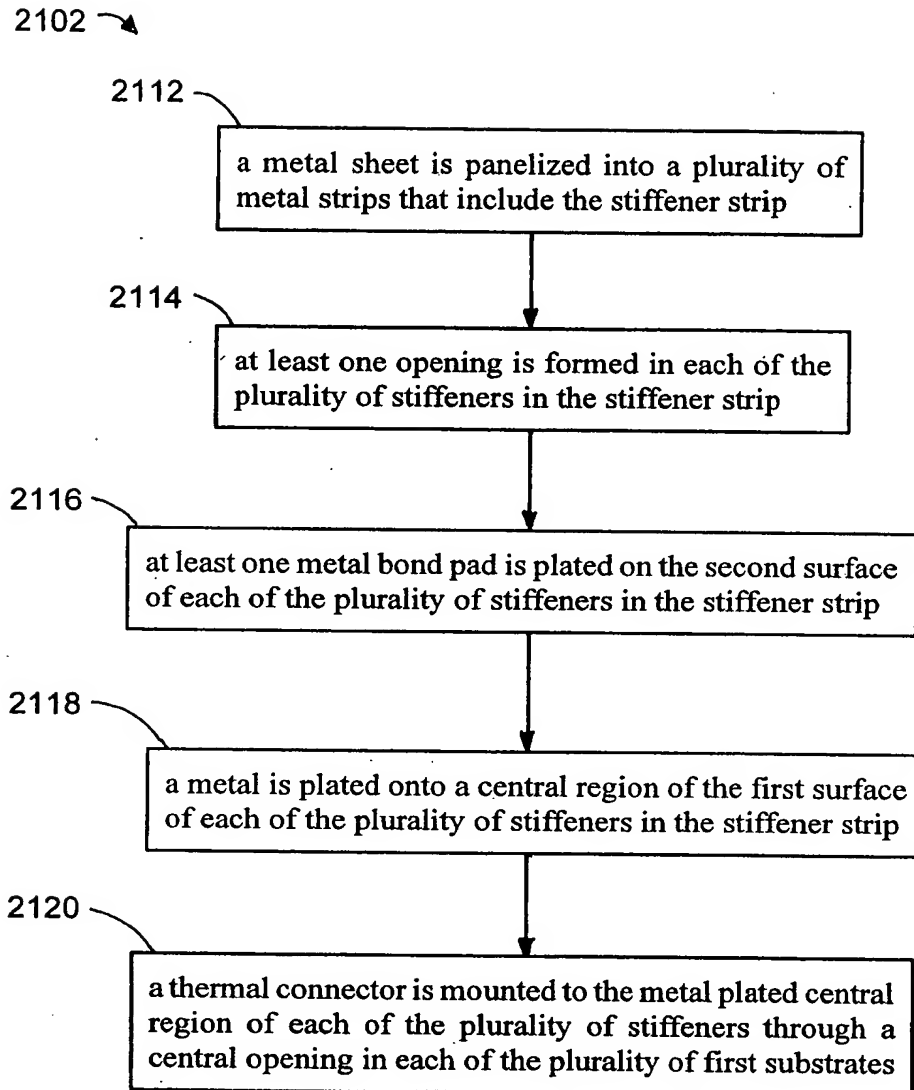 2102
2112
a metal sheet is panelized into a plurality of
metal strips that include the stiffener strip
2114
at least one opening is formed in each of the
plurality of stiffeners in the stiffener strip
2116
at least one metal bond pad is plated on the second surface
of each of the plurality of stiffeners in the stiffener strip
2118
a metal is plated onto a central region of the first surface
of each of the plurality of stiffeners in the stiffener strip
2120
a thermal connector is mounted to the metal plated central
region of each of the plurality of stiffeners through a
central opening in each of the plurality of first substrates